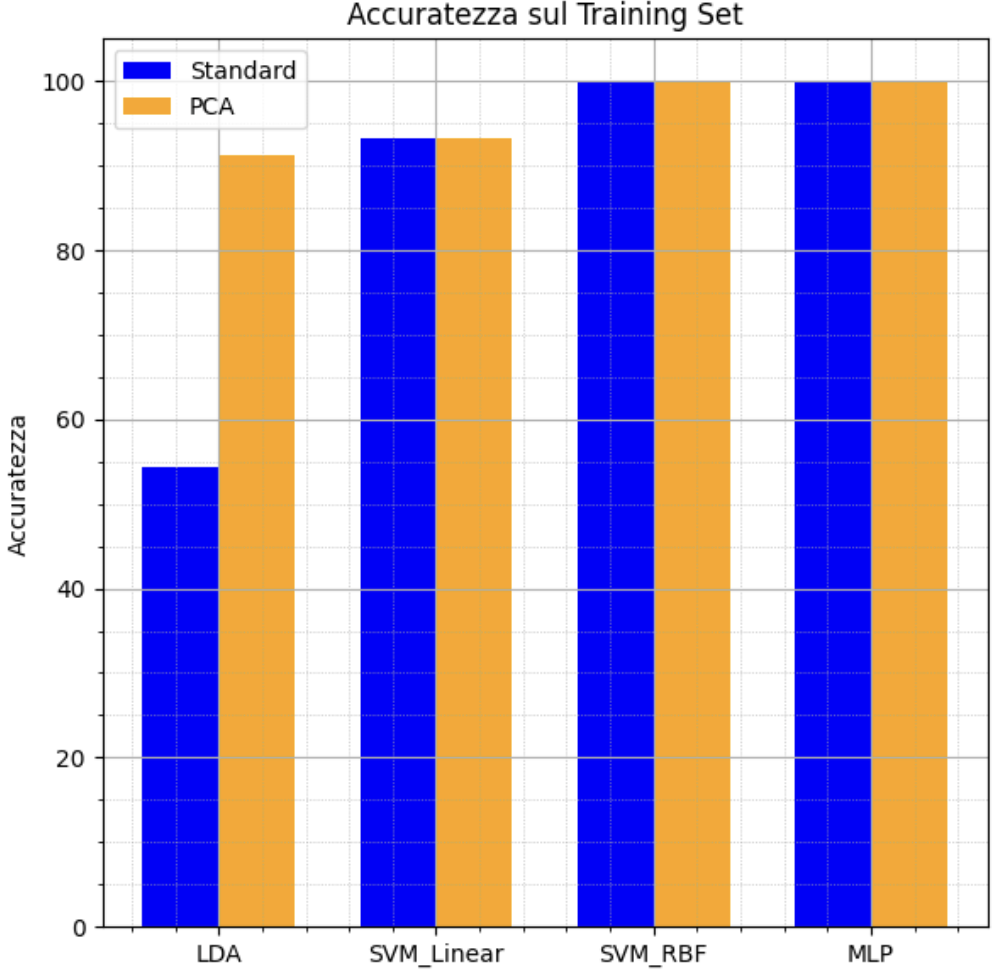 Accuratezza sul Training Set
Standard
PCA
Accuratezza
100
80
60
40
20
0
LDA
SVM_Linear
SVM_RBF
MLP